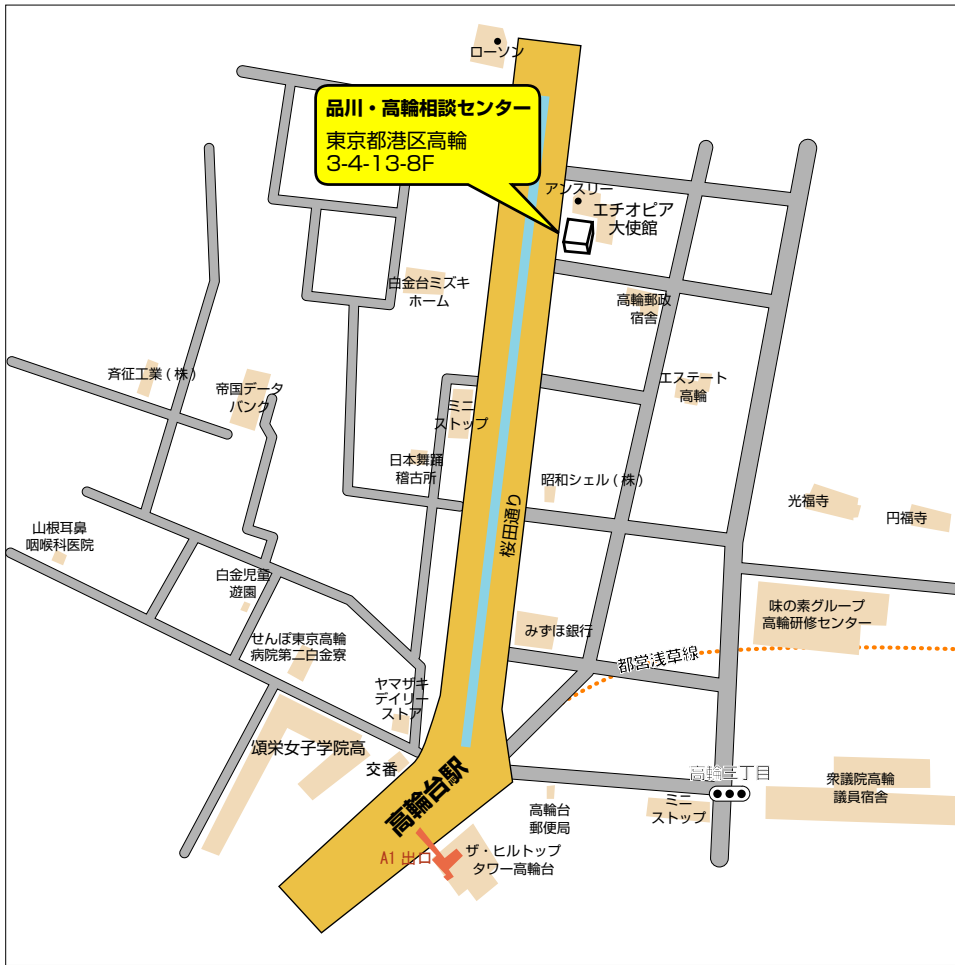 ローソン
品川・高輪相談センター
東京都港区高輪
3-4-13-8F
アンスリー
エチオピア
大使館
白金台ミズキ
ホーム
高輪郵政
宿舎
斉征工業(株)
帝国データ
バンク
エステート
高輪
ミニ
ストップ
日本舞踊
稽古所
昭和シェル(株)
桜田通り
光福寺
円福寺
山根耳鼻
咽喉科医院
白金児童
遊園
味の素グループ
高輪研修センター
みずほ銀行
せんぽ東京高輪
病院第二白金寮
都営浅草線
ヤマザキ
デイリー
ストア
頌栄女子学院高
交番
高輪台駅
高輪三丁目
衆議院高輪
議員宿舎
高輪台
郵便局
ミニ
ストップ
A1 出口
ザ・ヒルトップ
タワー高輪台